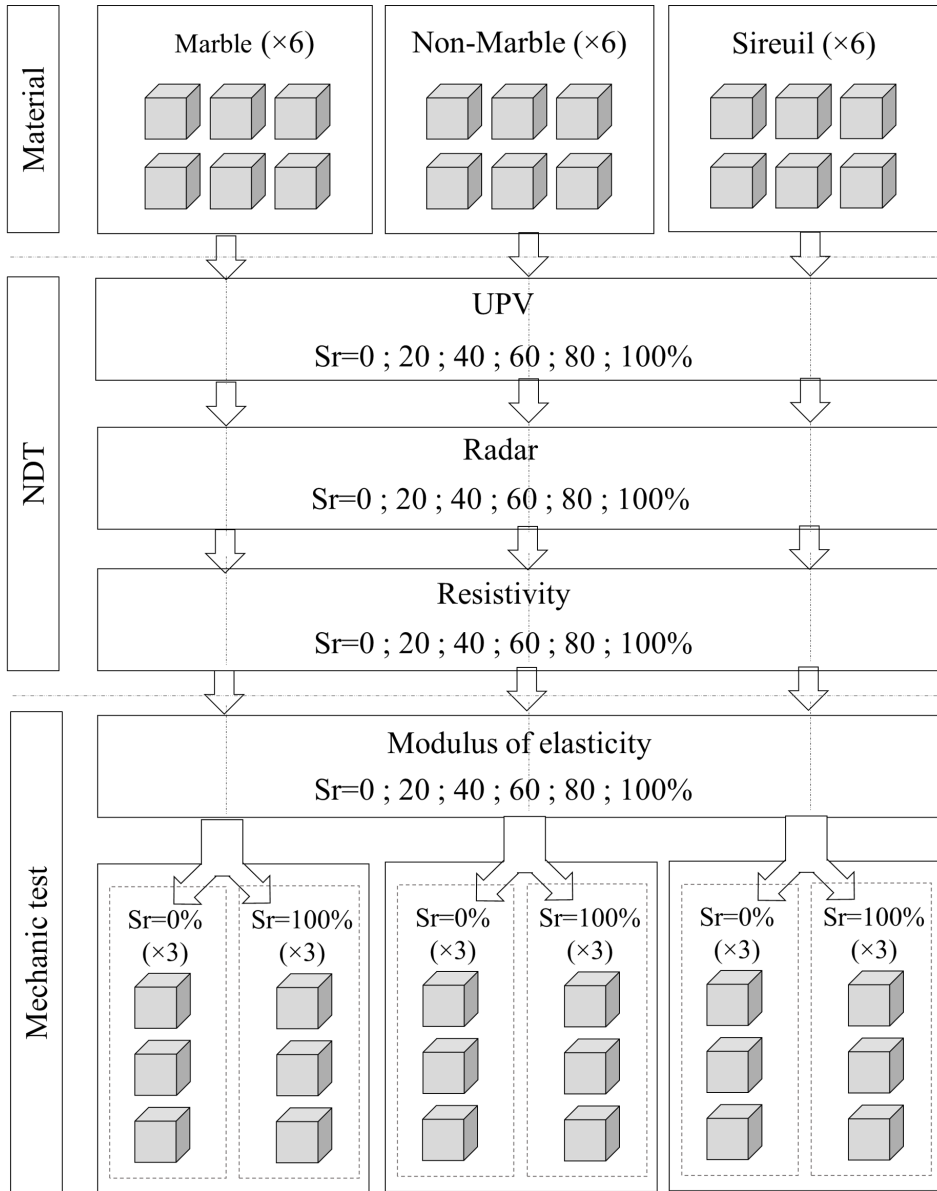 Material
Marble (×6)
Non-Marble (×6)
Sireuil (×6)
NDT
UPV
Sr=0 ; 20 ; 40 ; 60 ; 80 ; 100%
Radar
Sr=0 ; 20 ; 40 ; 60 ; 80 ; 100%
Resistivity
Sr=0 ; 20 ; 40 ; 60 ; 80 ; 100%
Mechanic test
Modulus of elasticity
Sr=0 ; 20 ; 40 ; 60 ; 80 ; 100%
Sr=0%
(×3)
Sr=100%
(×3)
Sr=0%
(×3)
Sr=100%
(×3)
Sr=0%
(×3)
Sr=100%
(×3)